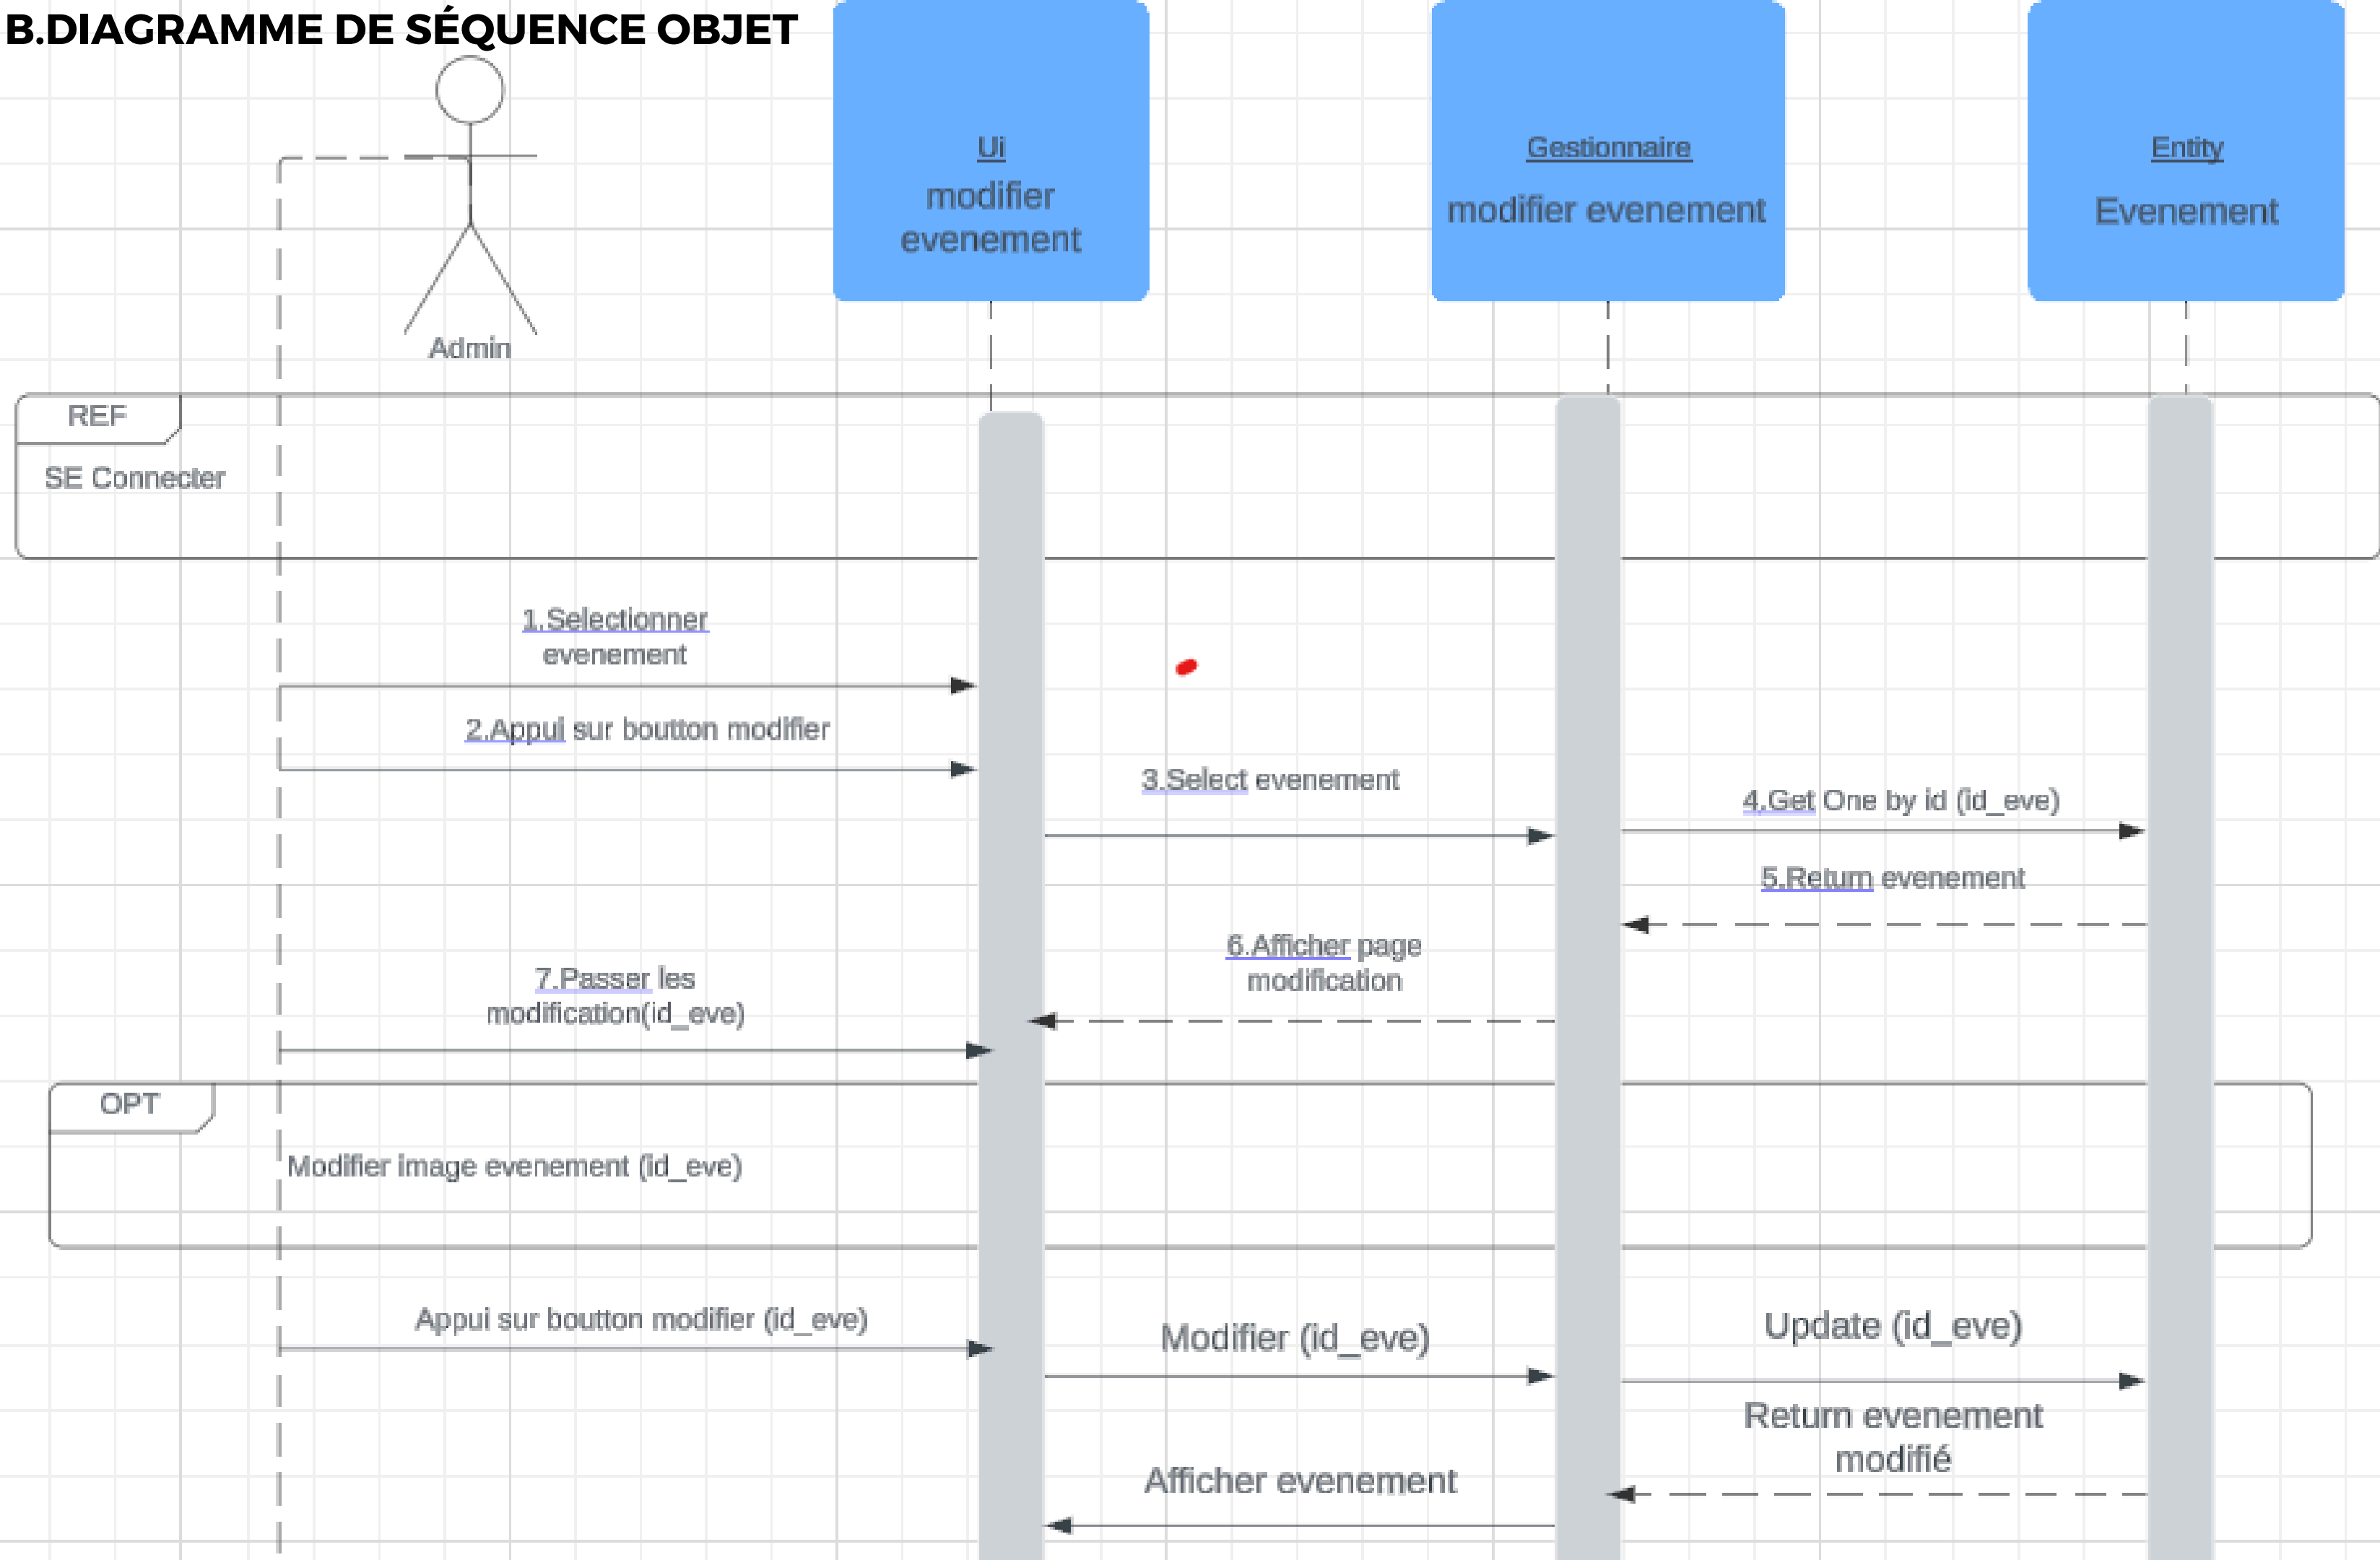 B.DIAGRAMME DE SÉQUENCE OBJET
Admin
Ui
modifier
evenement
Gestionnaire
modifier evenement
Entity
Evenement
REF
SE Connecter
1.Selectionner
evenement
2.Appui sur boutton modifier
3.Select evenement
4.Get One by id (id_eve)
5.Return evenement
6.Afficher page
modification
7.Passer les
modification(id_eve)
OPT
Modifier image evenement (id_eve)
Appui sur boutton modifier (id_eve)
Modifier (id_eve)
Update (id_eve)
Return evenement
modifié
Afficher evenement